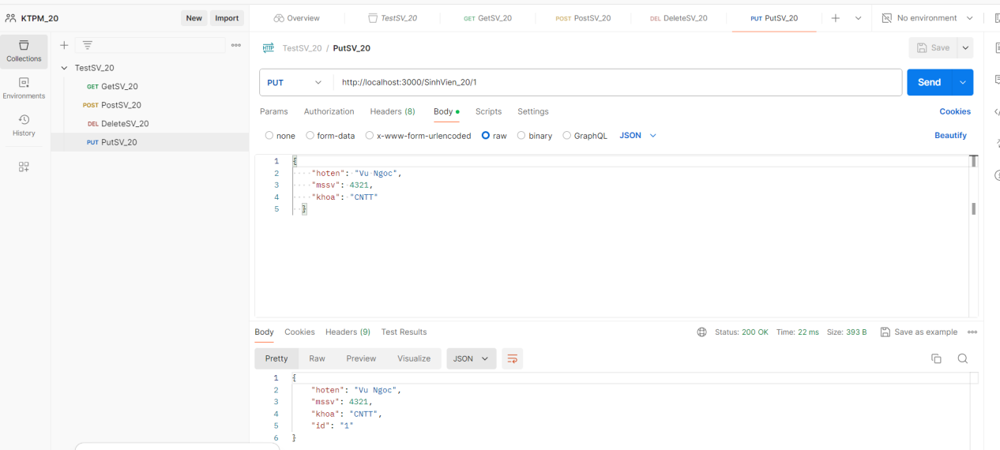 KTPM_20 New Import Overview TestSV_20 GET GetSV_20 POST PostSV_20 DEL DeleteSV_20 PUT PutSV_20 No environment
Collections
Environments
History
TestSV_20
GET GetSV_20
POST PostSV_20
DEL DeleteSV_20
PUT PutSV_20
HTTP TestSV_20 / PutSV_20 Save
PUT http://localhost:3000/SinhVien_20/1 Send
Params Authorization Headers (8) Body Scripts Settings Cookies
none form-data x-www-form-urlencoded raw binary GraphQL JSON Beautify
1 {
2 "hoten": "Vu Ngoc",
3 "mssv": 4321,
4 "khoa": "CNTT"
5 }
Body Cookies Headers (9) Test Results Status: 200 OK Time: 22 ms Size: 393 B Save as example
Pretty Raw Preview Visualize JSON
1 {
2 "hoten": "Vu Ngoc",
3 "mssv": 4321,
4 "khoa": "CNTT",
5 "id": "1"
6 }